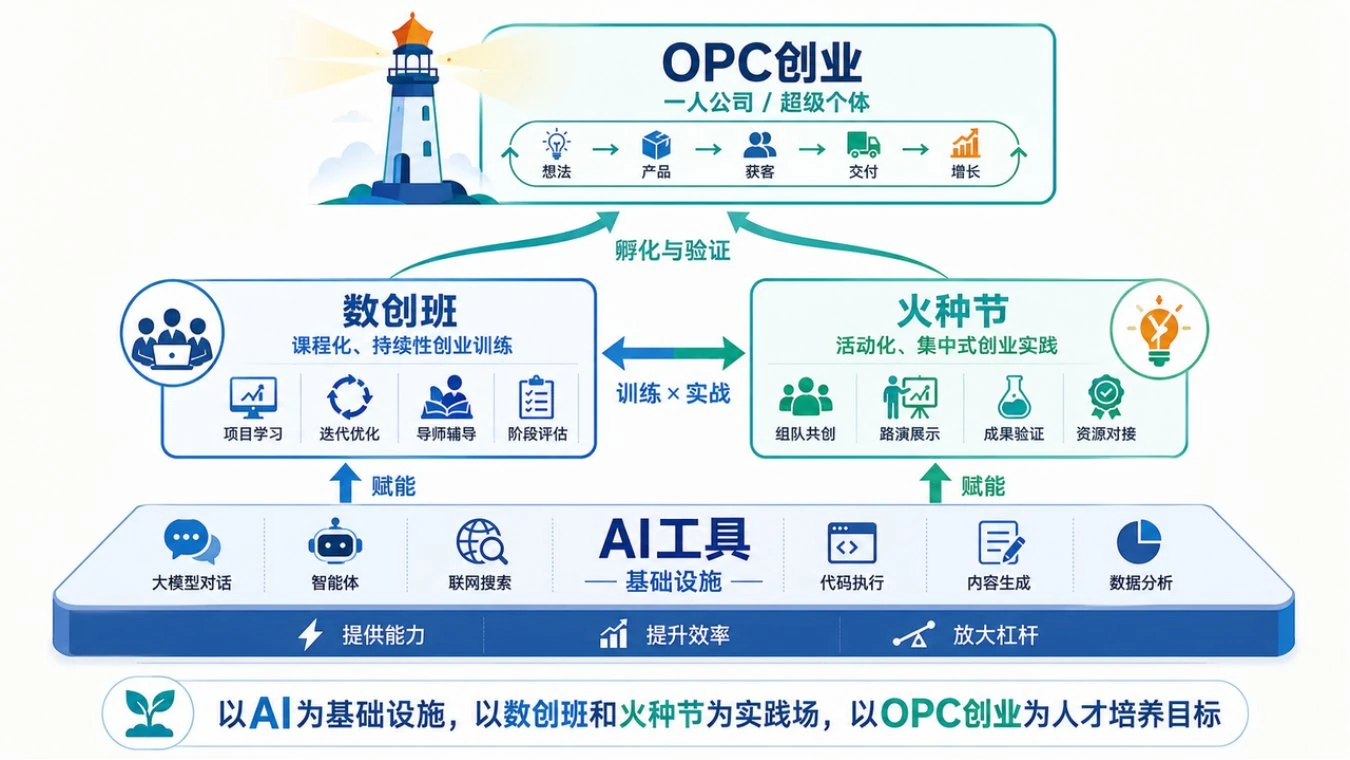 OPC创业
一人公司 / 超级个体
想法 → 产品 → 获客 → 交付 → 增长
孵化与验证
数创班
课程化、持续性创业训练
项目学习 迭代优化 导师辅导 阶段评估
训练 × 实战
火种节
活动化、集中式创业实践
组队共创 路演展示 成果验证 资源对接
赋能
赋能
AI工具
基础设施
大模型对话 智能体 联网搜索 代码执行 内容生成 数据分析
提供能力 提升效率 放大杠杆
以AI为基础设施，以数创班和火种节为实践场，以OPC创业为人才培养目标